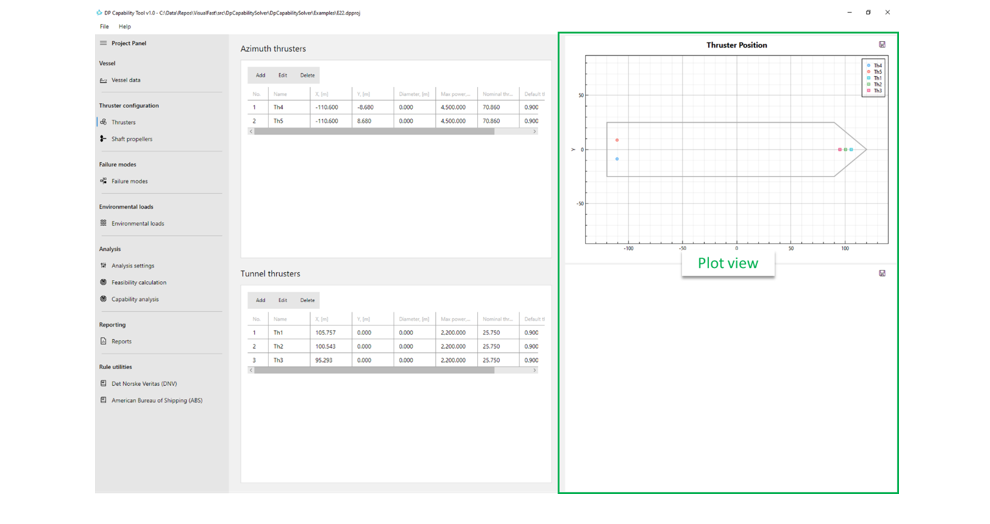 DP Capability Tool v1.0 - C:\Data\Repos\VisualFast\src\DpCapabilitySolver\DpCapabilitySolver\Examples\E22.dpproj
File Help
Project Panel
Vessel
Vessel data
Thruster configuration
Thrusters
Shaft propellers
Failure modes
Failure modes
Environmental loads
Environmental loads
Analysis
Analysis settings
Feasibility calculation
Capability analysis
Reporting
Reports
Rule utilities
Det Norske Veritas (DNV)
American Bureau of Shipping (ABS)
Azimuth thrusters
Add Edit Delete
No. Name X, [m] Y, [m] Diameter, [m] Max power... Nominal thr... Default tl
1 Th4 -110.600 -8.680 0.000 4,500.000 70.860 0.900
2 Th5 -110.600 8.680 0.000 4,500.000 70.860 0.900
Tunnel thrusters
Add Edit Delete
No. Name X, [m] Y, [m] Diameter, [m] Max power... Nominal thr... Default tl
1 Th1 105.757 0.000 0.000 2,200.000 25.750 0.900
2 Th2 100.543 0.000 0.000 2,200.000 25.750 0.900
3 Th3 95.293 0.000 0.000 2,200.000 25.750 0.900
Thruster Position
Th4
Th5
Th1
Th2
Th3
50
0
-50
Y
-100 -50 0 50 100
Plot view